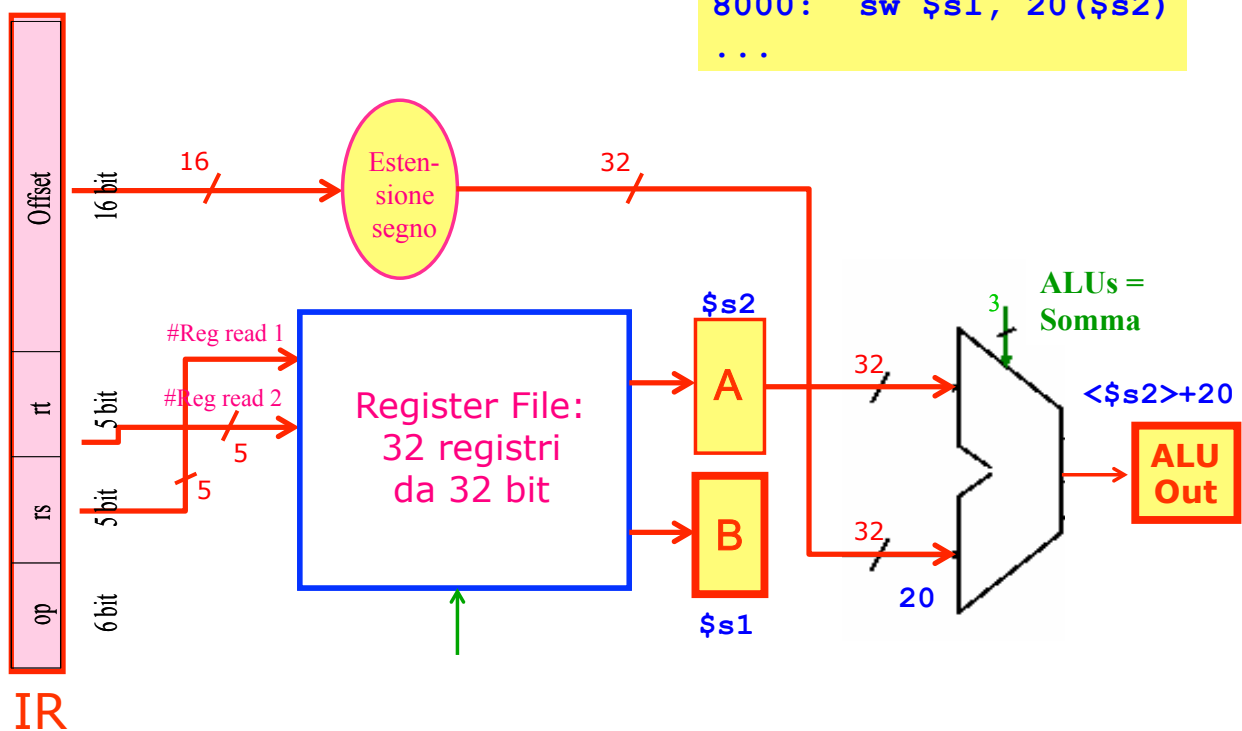 8000: sw $s1, 20($s2)
...
Offset
16 bit
16
Esten-
sione
segno
32
rt
5 bit
#Reg read 1
#Reg read 2
5
rs
5 bit
5
op
6 bit
IR
Register File:
32 registri
da 32 bit
$s2
A
B
$s1
32
32
20
3
ALUs =
Somma
<$s2>+20
ALU
Out